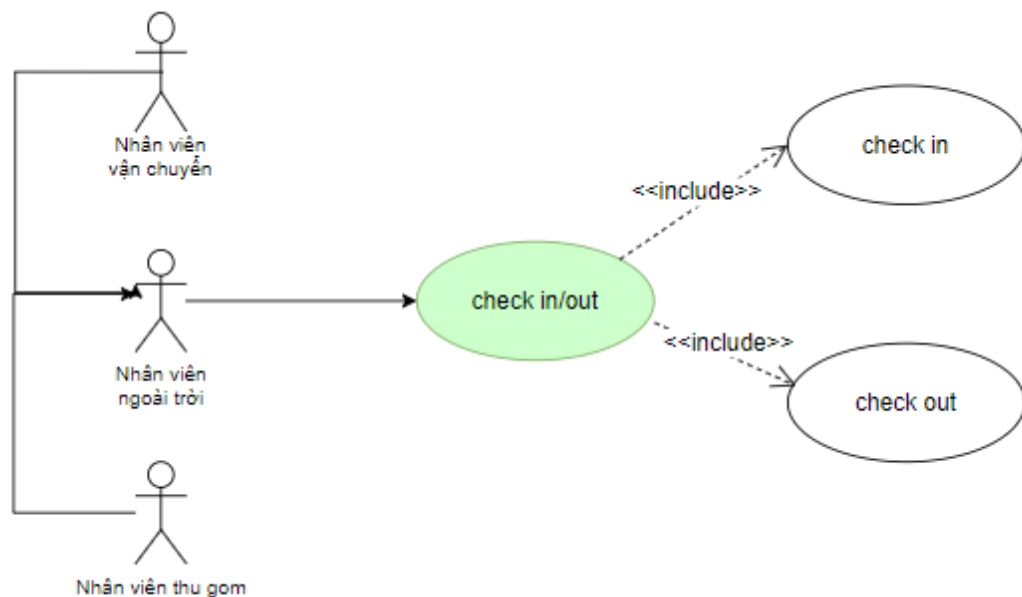 Nhân viên
vận chuyển
check in
<<include>>
check in/out
<<include>>
Nhân viên
ngoài trời
check out
Nhân viên thu gom